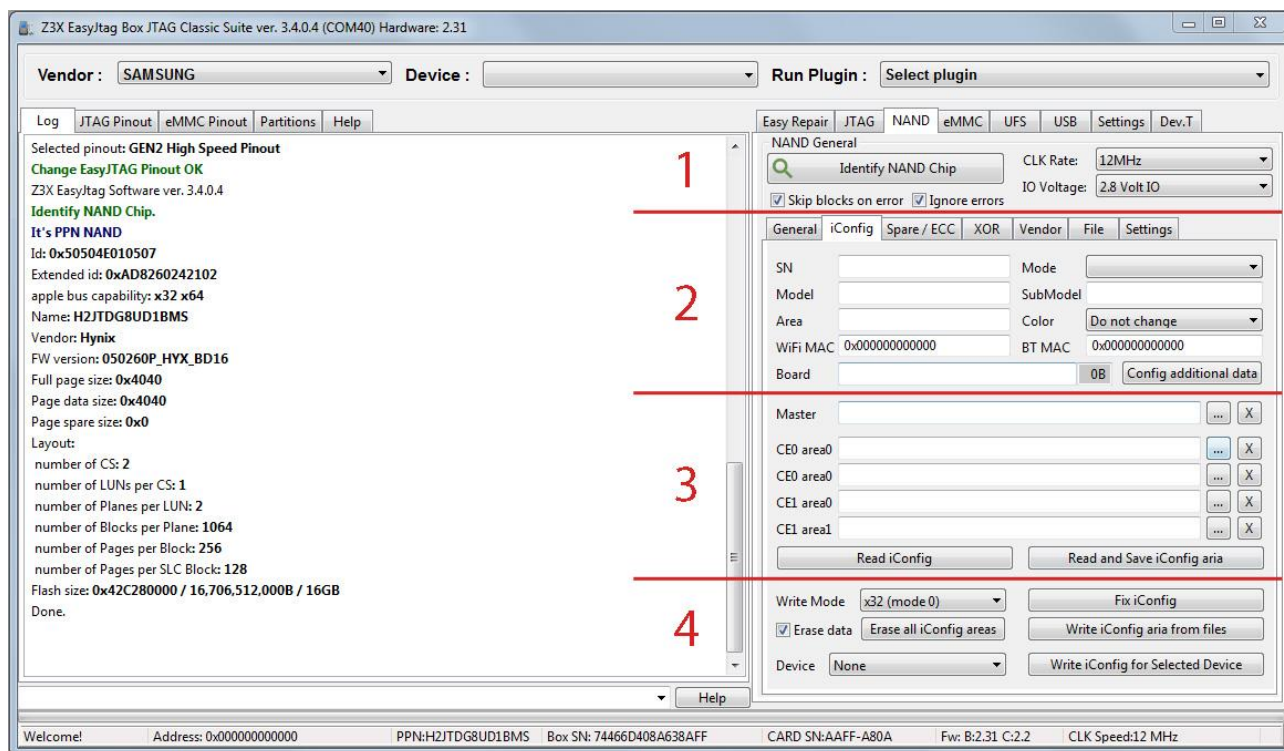 Z3X EasyJtag Box JTAG Classic Suite ver. 3.4.0.4 (COM40) Hardware: 2.31
Vendor : SAMSUNG Device : Run Plugin : Select plugin
Log JTAG Pinout eMMC Pinout Partitions Help
Selected pinout: GEN2 High Speed Pinout
Change EasyJTAG Pinout OK
Z3X EasyJtag Software ver. 3.4.0.4
Identify NAND Chip.
It's PPN NAND
Id: 0x50504E010507
Extended id: 0xAD8260242102
apple bus capability: x32 x64
Name: H2JTDG8UD1BMS
Vendor: Hynix
FW version: 050260P_HYX_BD16
Full page size: 0x4040
Page data size: 0x4040
Page spare size: 0x0
Layout:
number of CS: 2
number of LUNs per CS: 1
number of Planes per LUN: 2
number of Blocks per Plane: 1064
number of Pages per Block: 256
number of Pages per SLC Block: 128
Flash size: 0x42C280000 / 16,706,512,000B / 16GB
Done.
Help
1
2
3
4
Easy Repair JTAG NAND eMMC UFS USB Settings Dev.T
NAND General
Identify NAND Chip CLK Rate: 12MHz
IO Voltage: 2.8 Volt IO
Skip blocks on error Ignore errors
General iConfig Spare / ECC XOR Vendor File Settings
SN Mode
Model SubModel
Area Color Do not change
WiFi MAC 0x000000000000 BT MAC 0x000000000000
Board 0B Config additional data
Master ... X
CE0 area0 ... X
CE0 area0 ... X
CE1 area0 ... X
CE1 area1 ... X
Read iConfig Read and Save iConfig aria
Write Mode x32 (mode 0) Fix iConfig
Erase data Erase all iConfig areas Write iConfig aria from files
Device None Write iConfig for Selected Device
Welcome! Address: 0x000000000000 PPN:H2JTDG8UD1BMS Box SN: 74466D408A638AFF CARD SN:AAFF-A80A Fw: B:2.31 C:2.2 CLK Speed:12 MHz